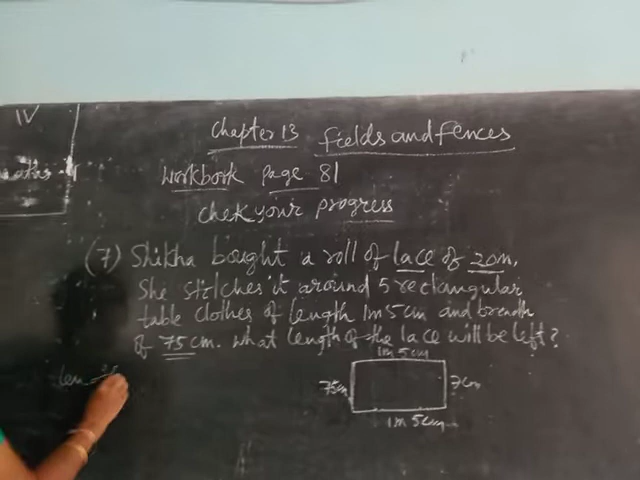 IV
Maths
Chapter 13 Fields and Fences
Workbook page 81
Chek your progress
(7) Shikha bought a roll of lace of 20m.
She stitches it around 5 rectangular
table clothes of length 1m 5cm and breadth
of 75 cm. What length of the lace will be left?
1m 5cm
75cm
7cm
1m 5cm